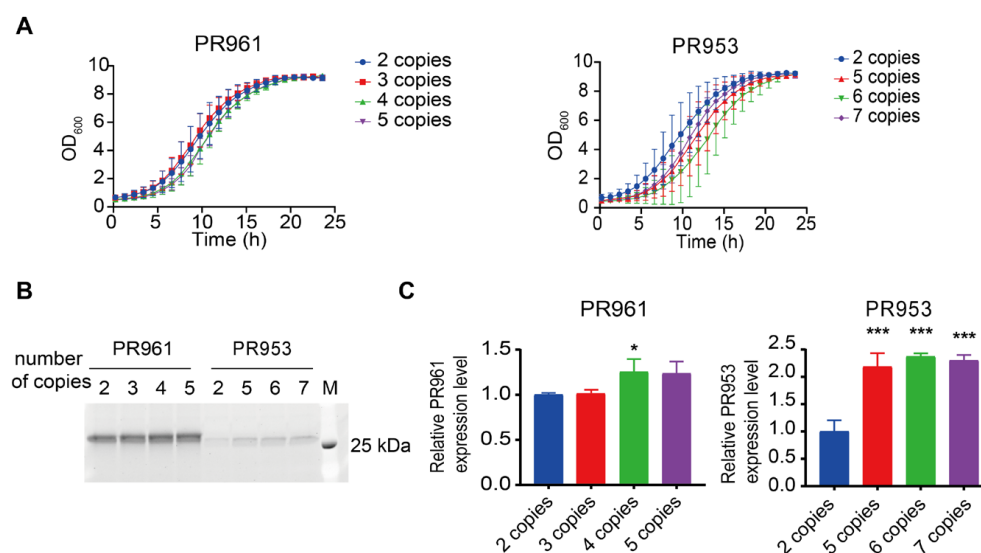 A
PR961
10
8
6
4
2
0
OD600
0 5 10 15 20 25
Time (h)
2 copies
3 copies
4 copies
5 copies
PR953
10
8
6
4
2
0
OD600
0 5 10 15 20 25
Time (h)
2 copies
5 copies
6 copies
7 copies
B
number
of copies
PR961 PR953
2 3 4 5 2 5 6 7 M
25 kDa
C
PR961
Relative PR961
expression level
1.5
1.0
0.5
0.0
*
2 copies
3 copies
4 copies
5 copies
PR953
Relative PR953
expression level
2.5
2.0
1.5
1.0
0.5
0.0
*** *** ***
2 copies
5 copies
6 copies
7 copies